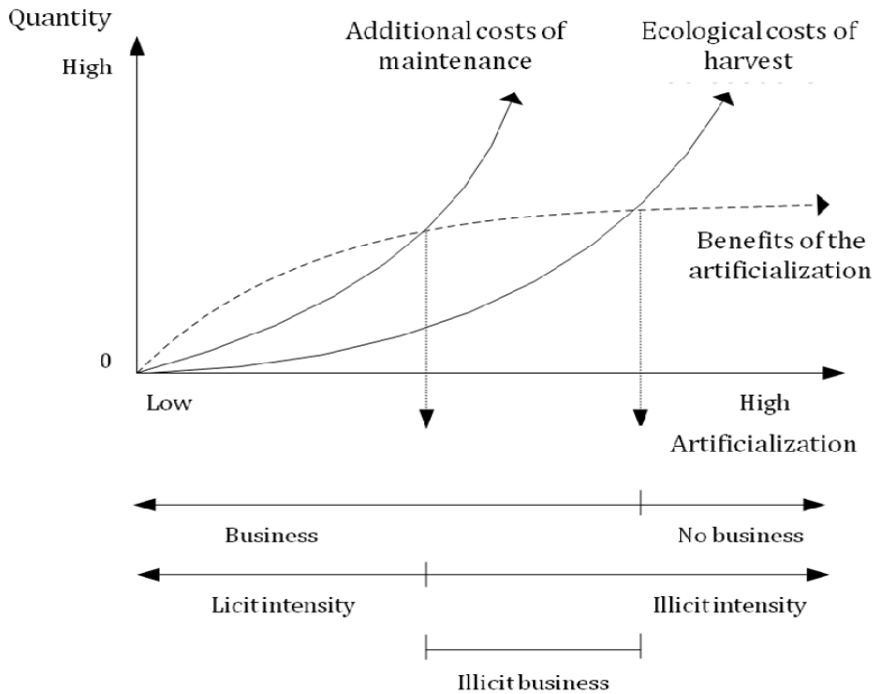 Quantity
High
Additional costs of
maintenance
Ecological costs of
harvest
Benefits of the
artificialization
0
Low
High
Artificialization
Business
No business
Licit intensity
Illicit intensity
Illicit business